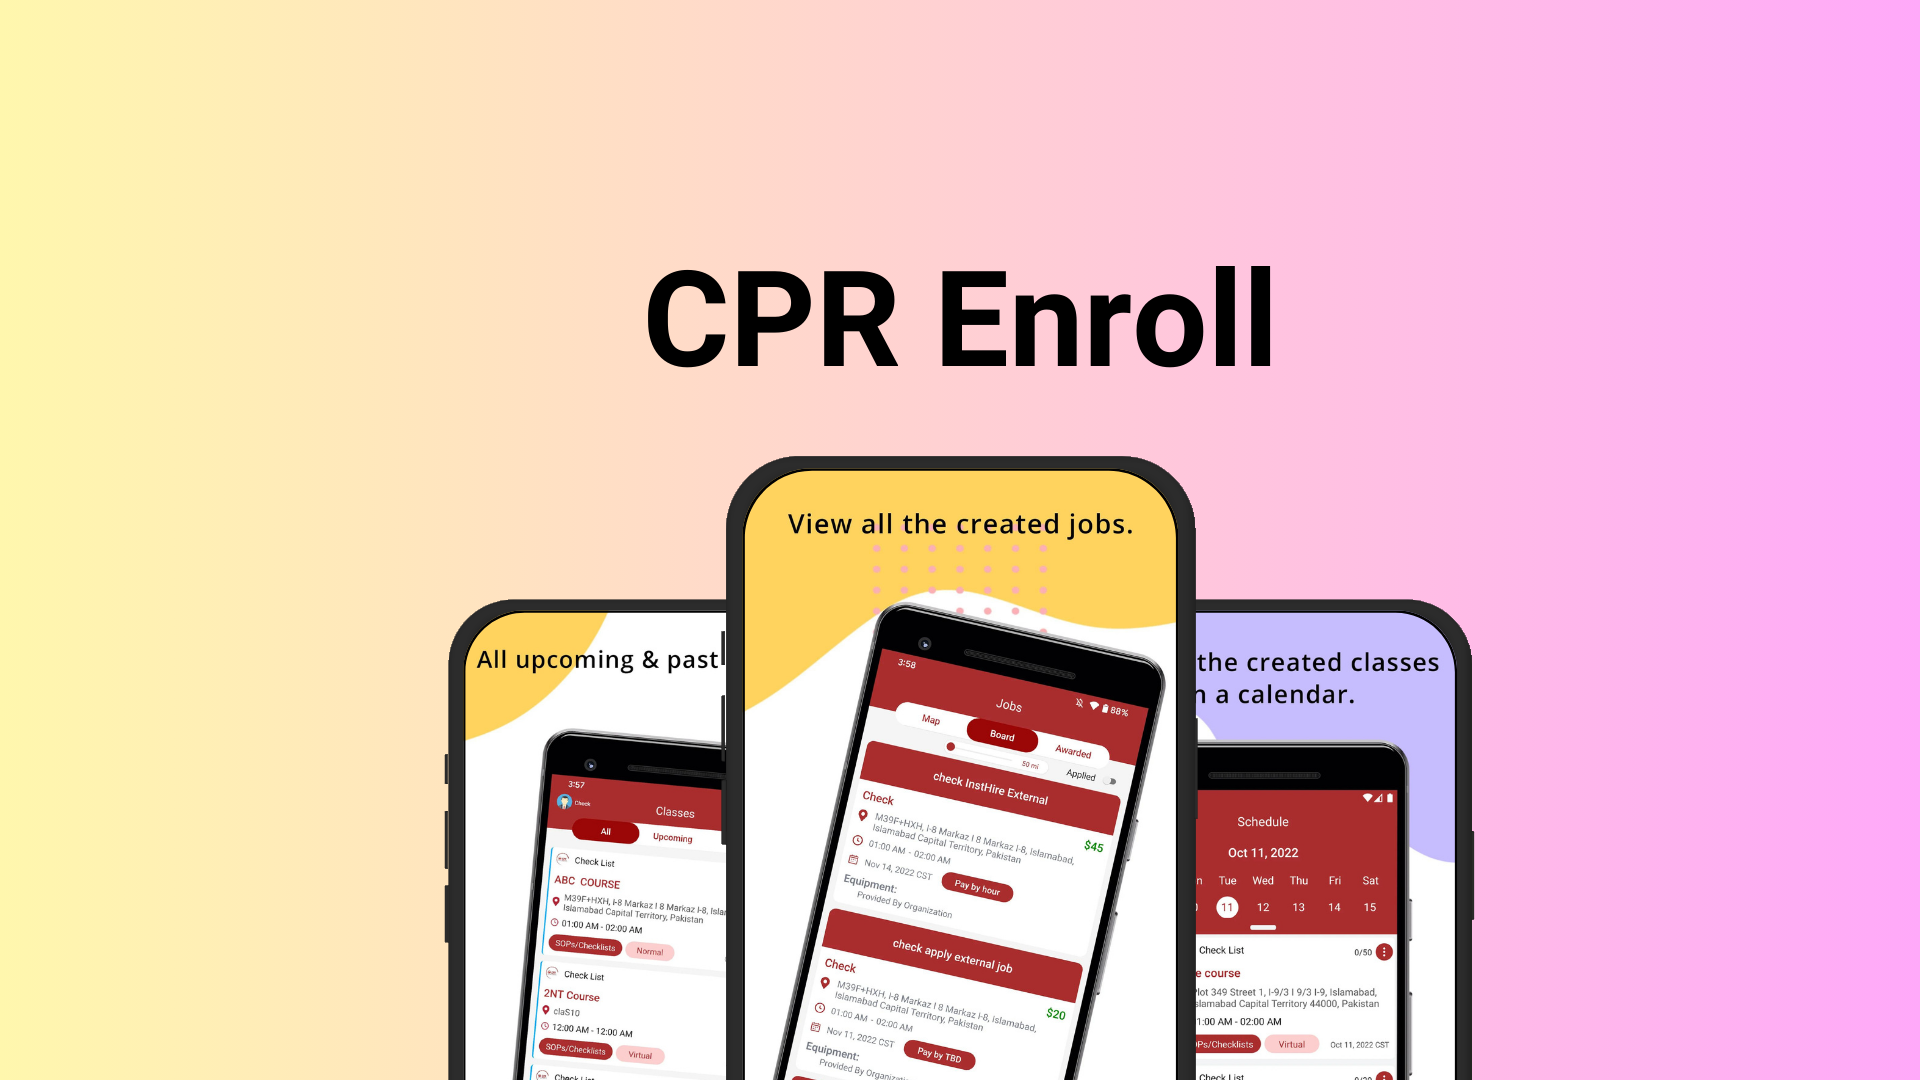 CPR Enroll
All upcoming & past
3:57
Check
Classes
All
Upcoming
Check List
ABC COURSE
M39F+HXH, I-8 Markaz I 8 Markaz I-8,
Islamabad Capital Territory, Pakistan
01:00 AM - 02:00 AM
SOPs/Checklists
Normal
Check List
2NT Course
claS10
12:00 AM - 12:00 AM
SOPs/Checklists
Virtual
View all the created jobs.
3:58
88%
Jobs
Map
Board
Awarded
50 mi
Applied
check InstHire External
Check
M39F+HXH, I-8 Markaz I 8 Markaz I-8, Islamabad,
Islamabad Capital Territory, Pakistan
$45
01:00 AM - 02:00 AM
Nov 14, 2022 CST
Pay by hour
Equipment:
Provided By Organization
check apply external job
Check
M39F+HXH, I-8 Markaz I 8 Markaz I-8, Islamabad,
Islamabad Capital Territory, Pakistan
$20
01:00 AM - 02:00 AM
Nov 11, 2022 CST
Pay by TBD
Equipment:
Provided By
the created classes
a calendar.
Schedule
Oct 11, 2022
Tue Wed Thu Fri Sat
11 12 13 14 15
Check List
0/50
course
Plot 349 Street 1, I-9/3 I 9/3 I-9, Islamabad,
Islamabad Capital Territory 44000, Pakistan
1:00 AM - 02:00 AM
Ps/Checklists
Virtual
Oct 11, 2022 CST
Check List